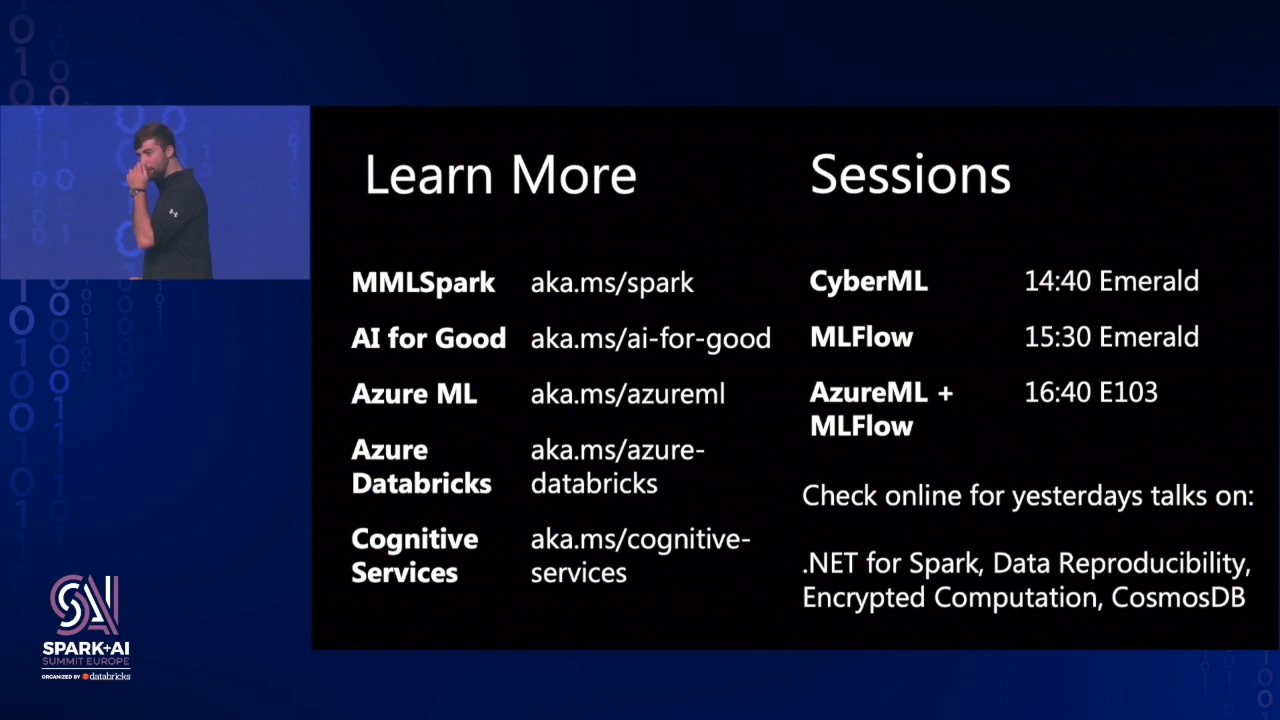 Learn More
MMLSpark aka.ms/spark
AI for Good aka.ms/ai-for-good
Azure ML aka.ms/azureml
Azure aka.ms/azure-
Databricks databricks
Cognitive aka.ms/cognitive-
Services services
Sessions
CyberML 14:40 Emerald
MLFlow 15:30 Emerald
AzureML + 16:40 E103
MLFlow
Check online for yesterdays talks on:
.NET for Spark, Data Reproducibility,
Encrypted Computation, CosmosDB
SAI
SPARK+AI
SUMMIT EUROPE
ORGANIZED BY databricks